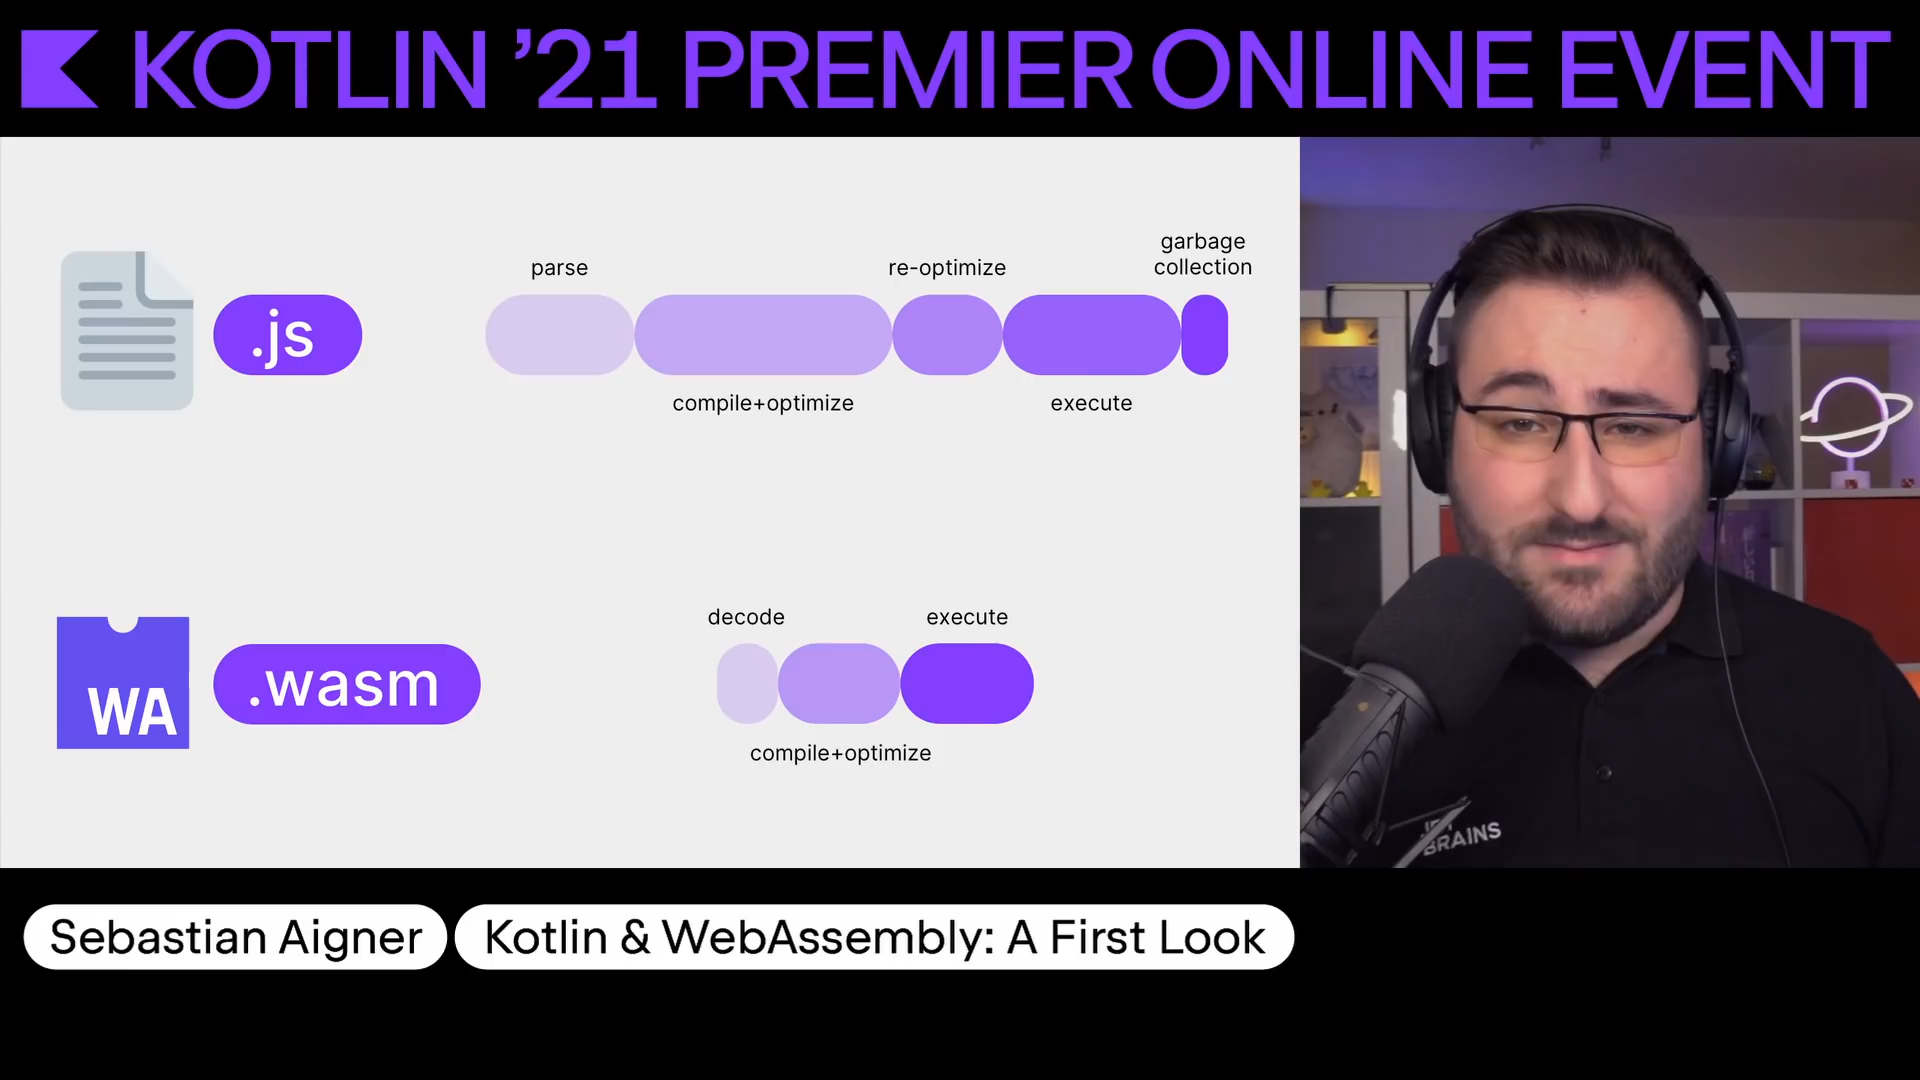 KOTLIN ’21 PREMIER ONLINE EVENT
garbage
collection
parse
re-optimize
.js
compile+optimize
execute
decode
execute
WA
.wasm
compile+optimize
BRAINS
Sebastian Aigner
Kotlin & WebAssembly: A First Look